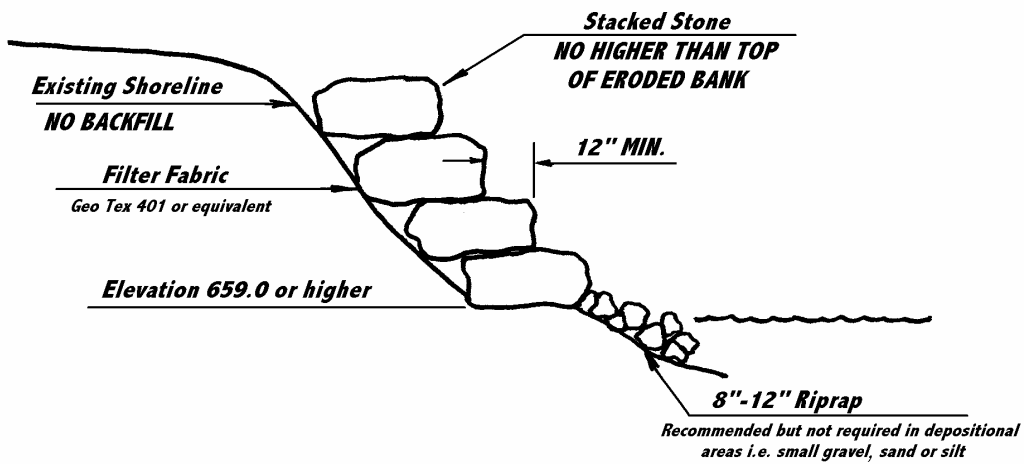 Stacked Stone
NO HIGHER THAN TOP
OF ERODED BANK
Existing Shoreline
NO BACKFILL
12" MIN.
Filter Fabric
Geo Tex 401 or equivalent
Elevation 659.0 or higher
8"-12" Riprap
Recommended but not required in depositional
areas i.e. small gravel, sand or silt